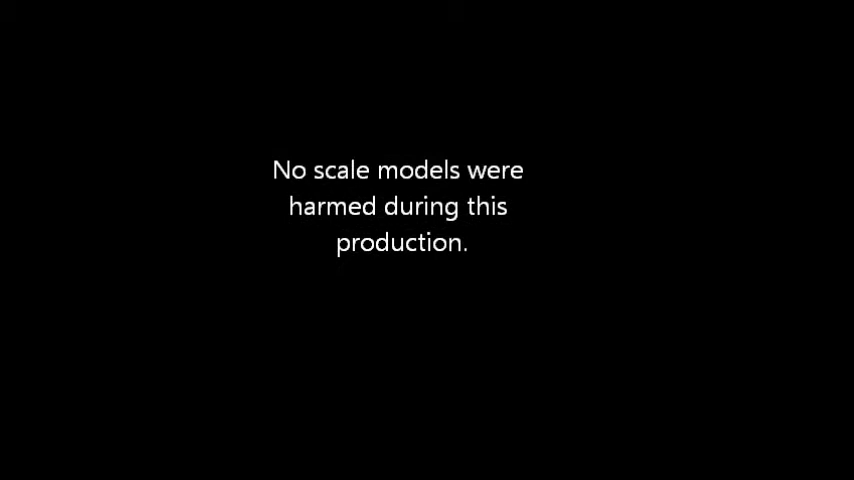 No scale models were
harmed during this
production.